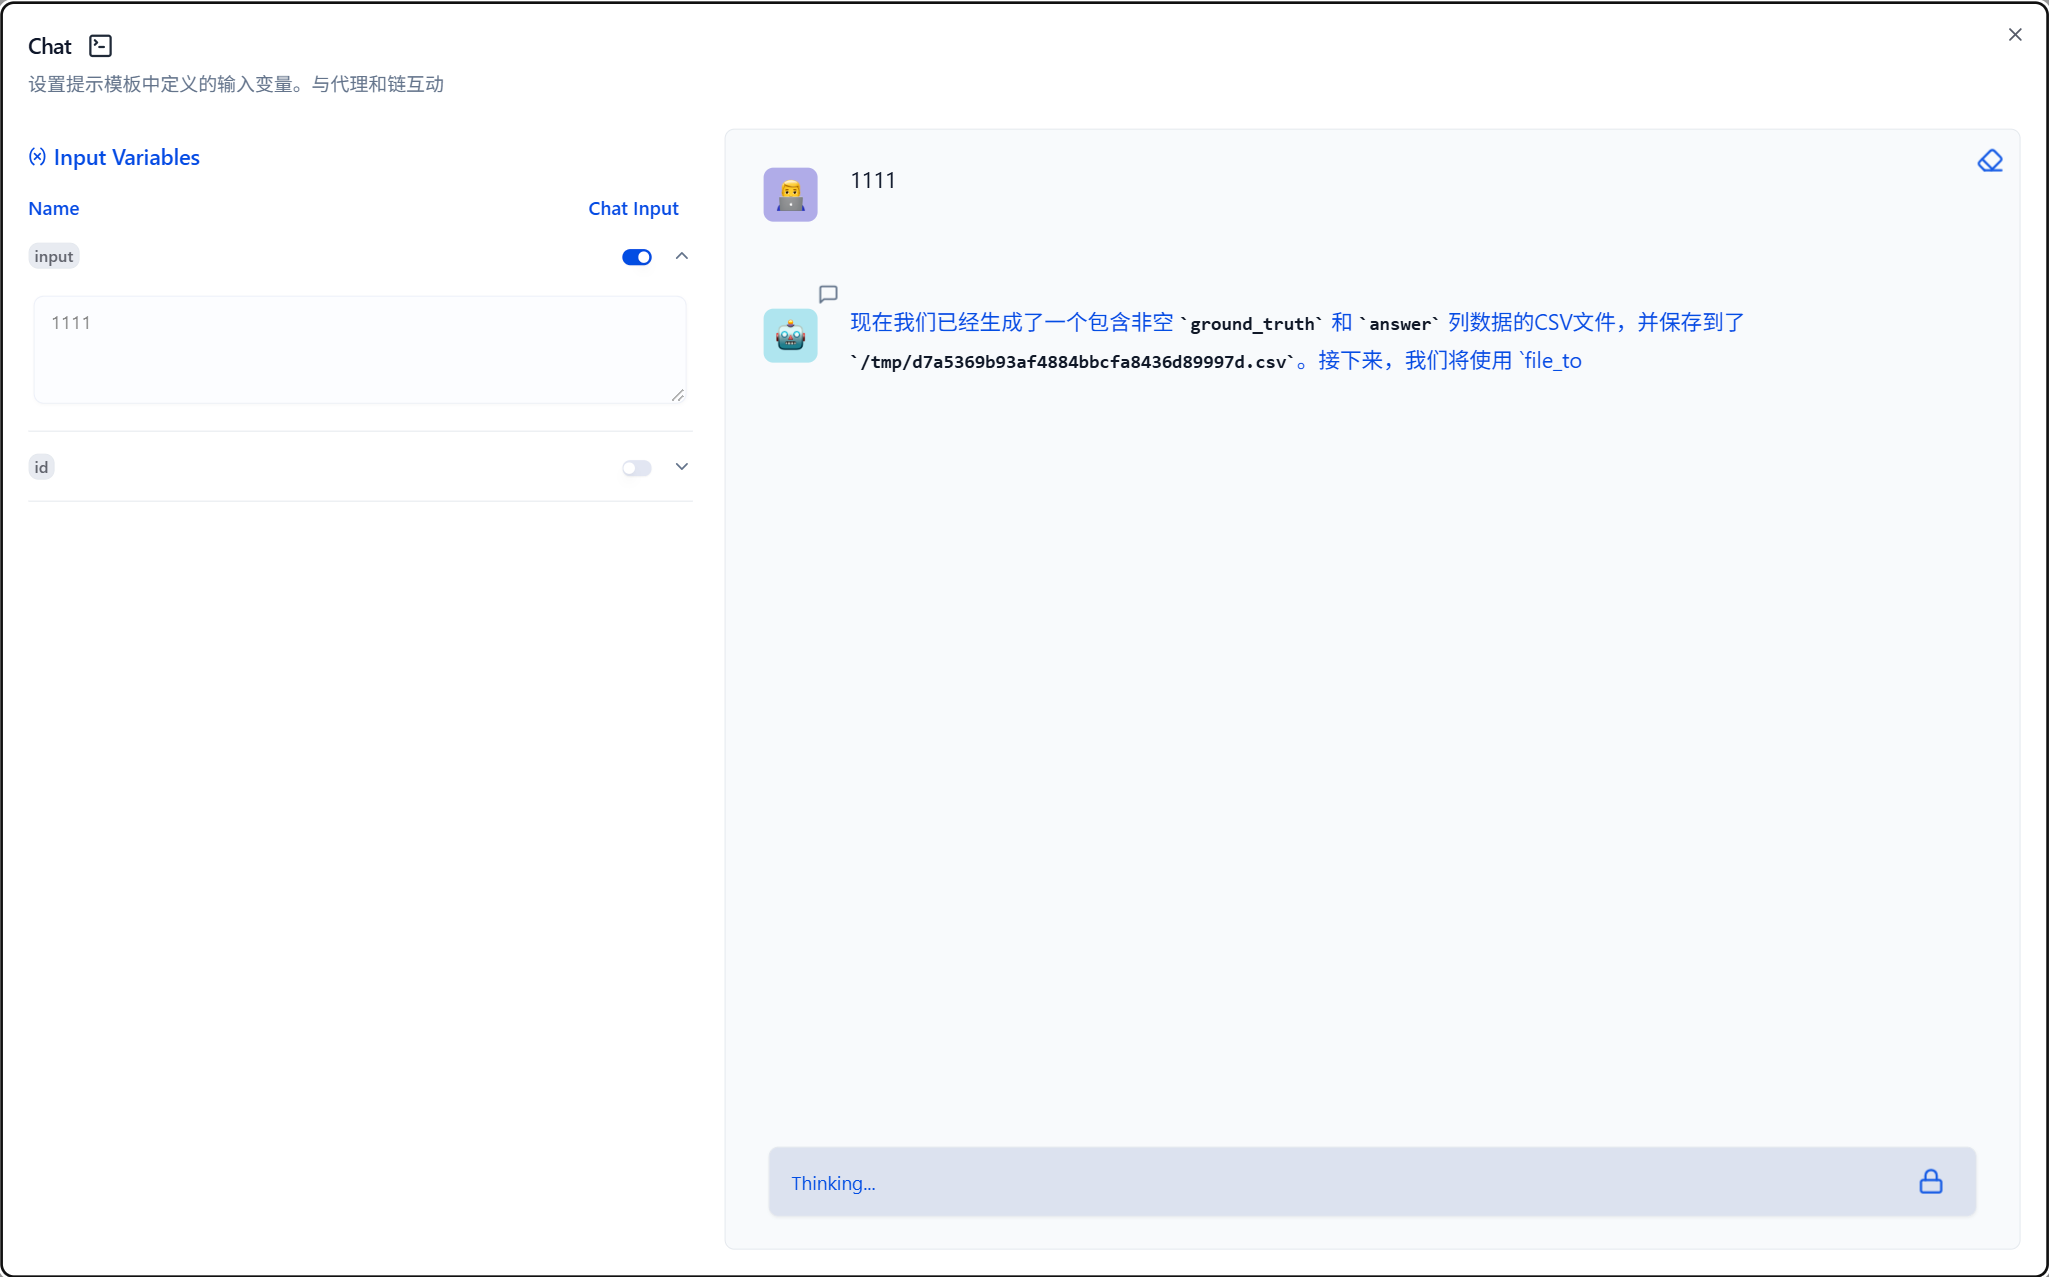 Chat
设置提示模板中定义的输入变量。与代理和链互动
Input Variables
Name
Chat Input
input
1111
id
1111
现在我们已经生成了一个包含非空 `ground_truth` 和 `answer` 列数据的CSV文件，并保存到了
`/tmp/d7a5369b93af4884bbcfa8436d89997d.csv`。接下来，我们将使用 `file_to
Thinking...